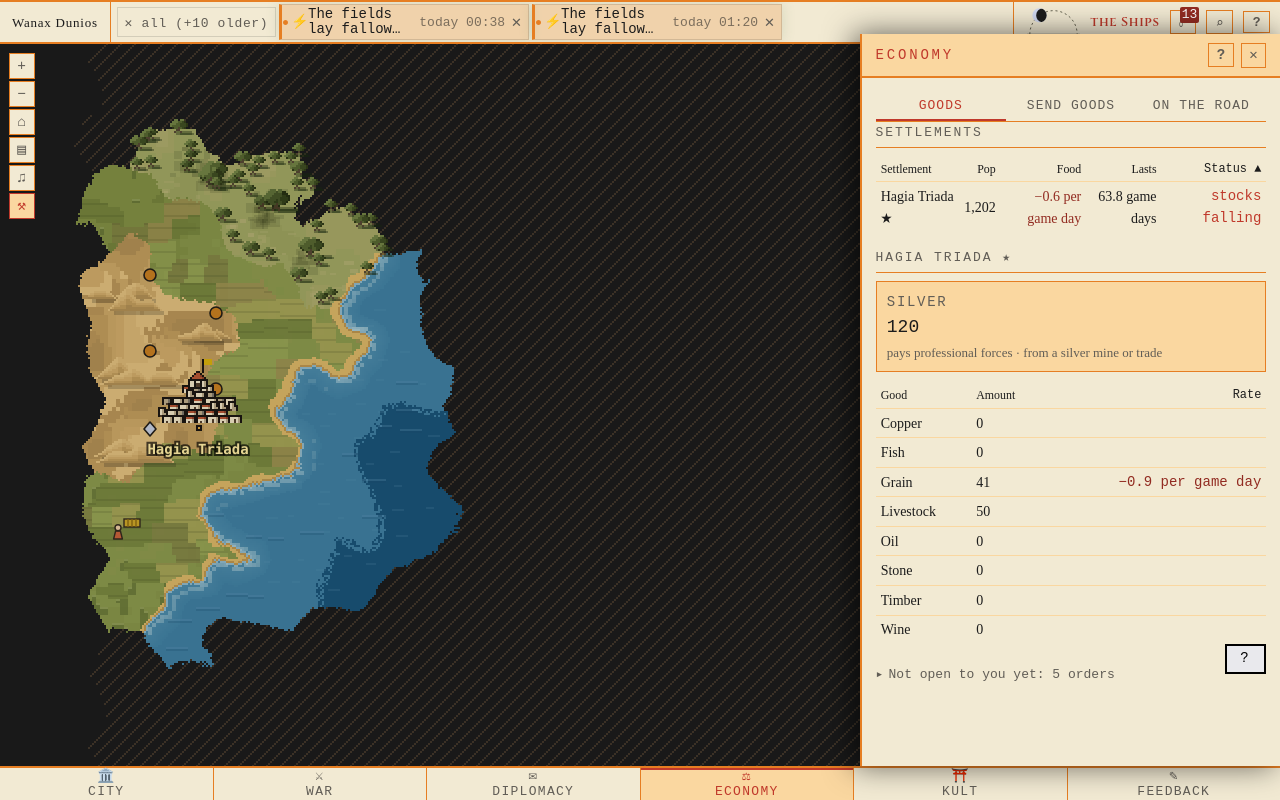 Wanax Dunios
✕ all (+10 older)
⚡ The fields lay fallow… today 00:38 ✕
⚡ The fields lay fallow… today 01:20 ✕
THE SHIPS
13
?
+
−
ECONOMY
? ✕
GOODS SEND GOODS ON THE ROAD
SETTLEMENTS
Settlement Pop Food Lasts Status ▲
Hagia Triada ★ 1,202 −0.6 per game day 63.8 game days stocks falling
HAGIA TRIADA ★
SILVER
120
pays professional forces · from a silver mine or trade
Good Amount Rate
Copper 0
Fish 0
Grain 41 −0.9 per game day
Livestock 50
Oil 0
Stone 0
Timber 0
Wine 0
?
▸ Not open to you yet: 5 orders
Hagia Triada
CITY
WAR
DIPLOMACY
ECONOMY
KULT
FEEDBACK